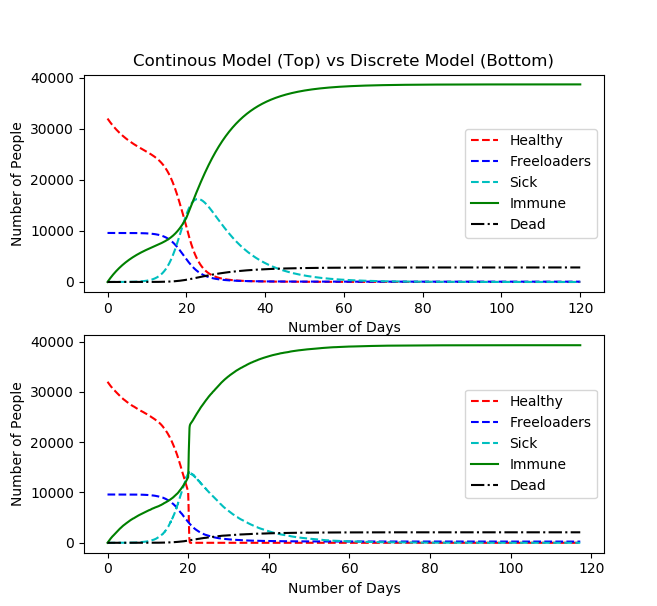 Continous Model (Top) vs Discrete Model (Bottom)
40000
30000
20000
10000
0
Number of People
Healthy
Freeloaders
Sick
Immune
Dead
0 20 40 60 80 100 120
Number of Days
40000
30000
20000
10000
0
Number of People
Healthy
Freeloaders
Sick
Immune
Dead
0 20 40 60 80 100 120
Number of Days